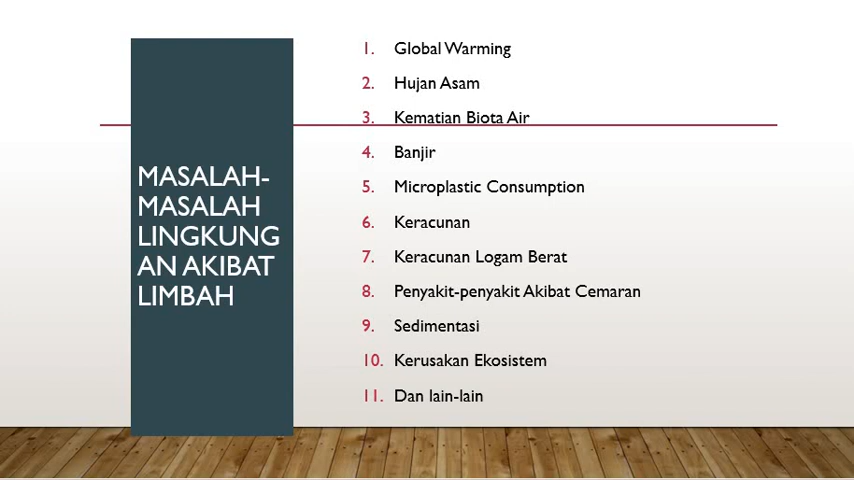 MASALAH-
MASALAH
LINGKUNG
AN AKIBAT
LIMBAH
1. Global Warming
2. Hujan Asam
3. Kematian Biota Air
4. Banjir
5. Microplastic Consumption
6. Keracunan
7. Keracunan Logam Berat
8. Penyakit-penyakit Akibat Cemaran
9. Sedimentasi
10. Kerusakan Ekosistem
11. Dan lain-lain